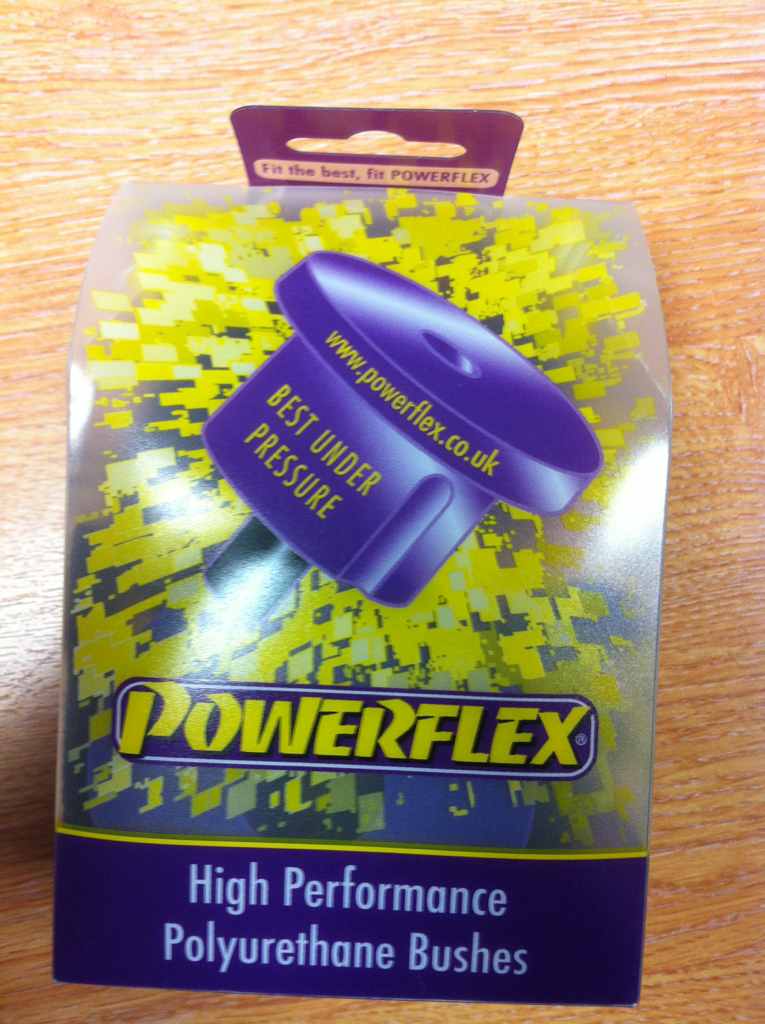 Fit the best, fit POWERFLEX
www.powerflex.co.uk
BEST UNDER
PRESSURE
POWERFLEX®
High Performance
Polyurethane Bushes